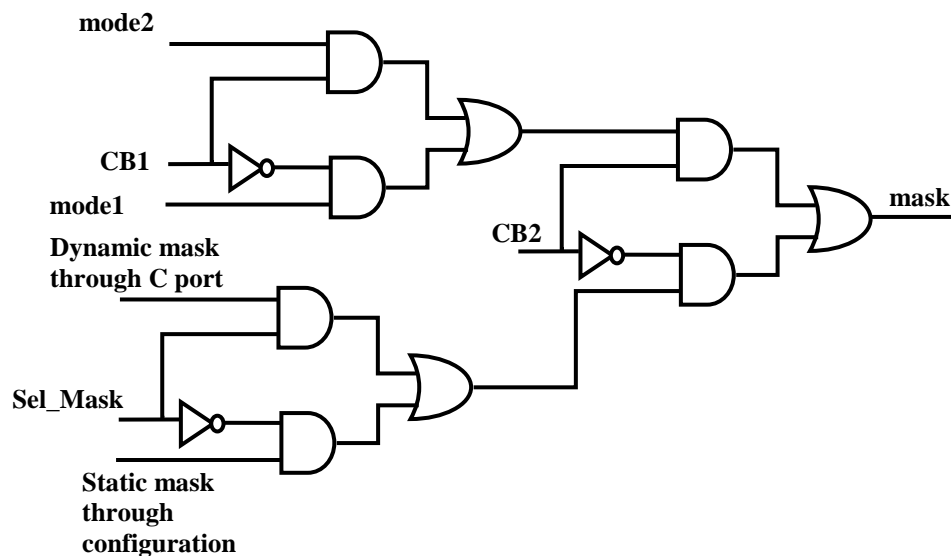 mode2
CB1
mode1
mask
CB2
Dynamic mask
through C port
Sel_Mask
Static mask
through
configuration